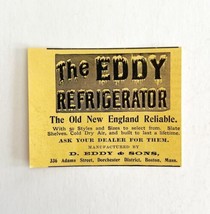 The EDDY
REFRIGERATOR
The Old New England Reliable.
With 50 Styles and Sizes to select from. Slate
Shelves. Cold Dry Air, and built to last a lifetime.
ASK YOUR DEALER FOR THEM.
MANUFACTURED BY
D. EDDY & SONS,
336 Adams Street, Dorchester District, Boston, Mass.